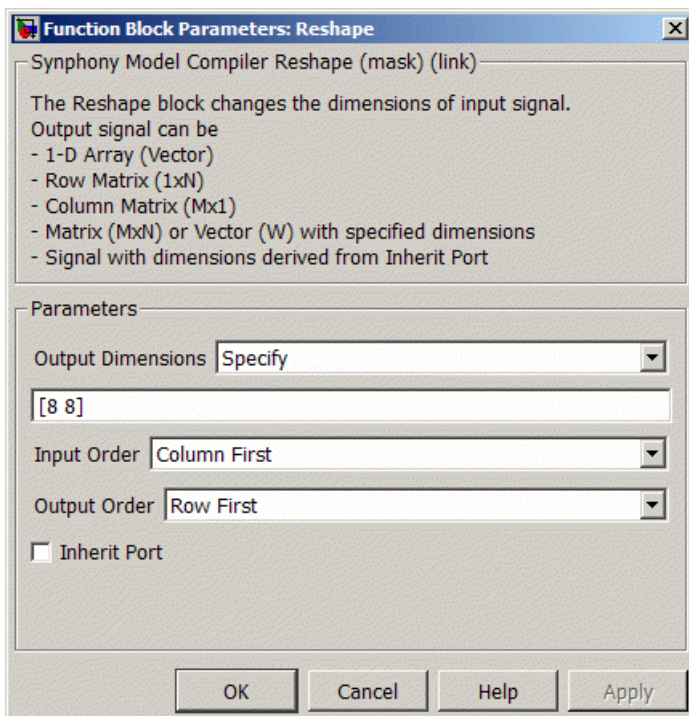 Function Block Parameters: Reshape
Synphony Model Compiler Reshape (mask) (link)
The Reshape block changes the dimensions of input signal.
Output signal can be
- 1-D Array (Vector)
- Row Matrix (1xN)
- Column Matrix (Mx1)
- Matrix (MxN) or Vector (W) with specified dimensions
- Signal with dimensions derived from Inherit Port
Parameters
Output Dimensions Specify
[8 8]
Input Order Column First
Output Order Row First
Inherit Port
OK Cancel Help Apply